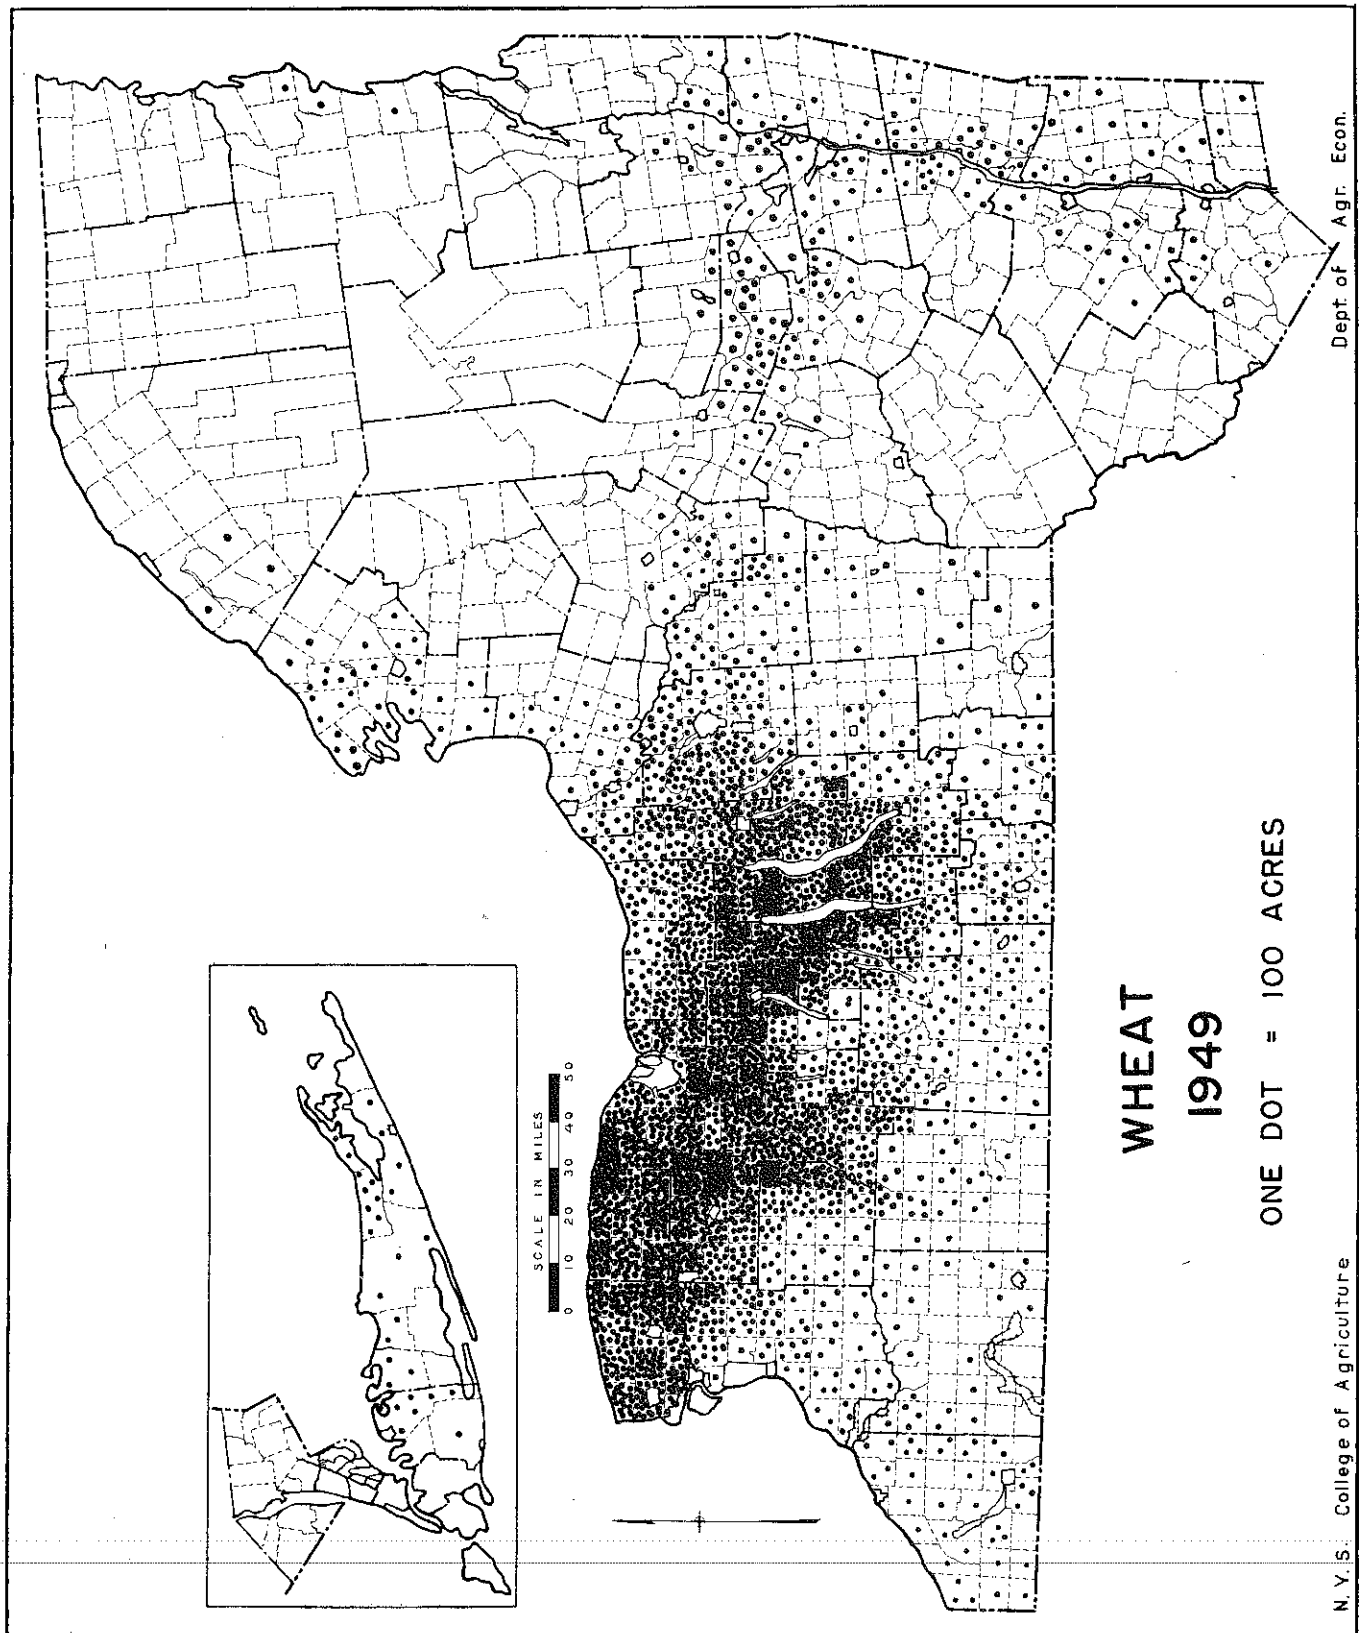 SCALE IN MILES
0 10 20 30 40 50
WHEAT
1949
ONE DOT = 100 ACRES
N.Y.S. College of Agriculture
Dept. of Agr. Econ.